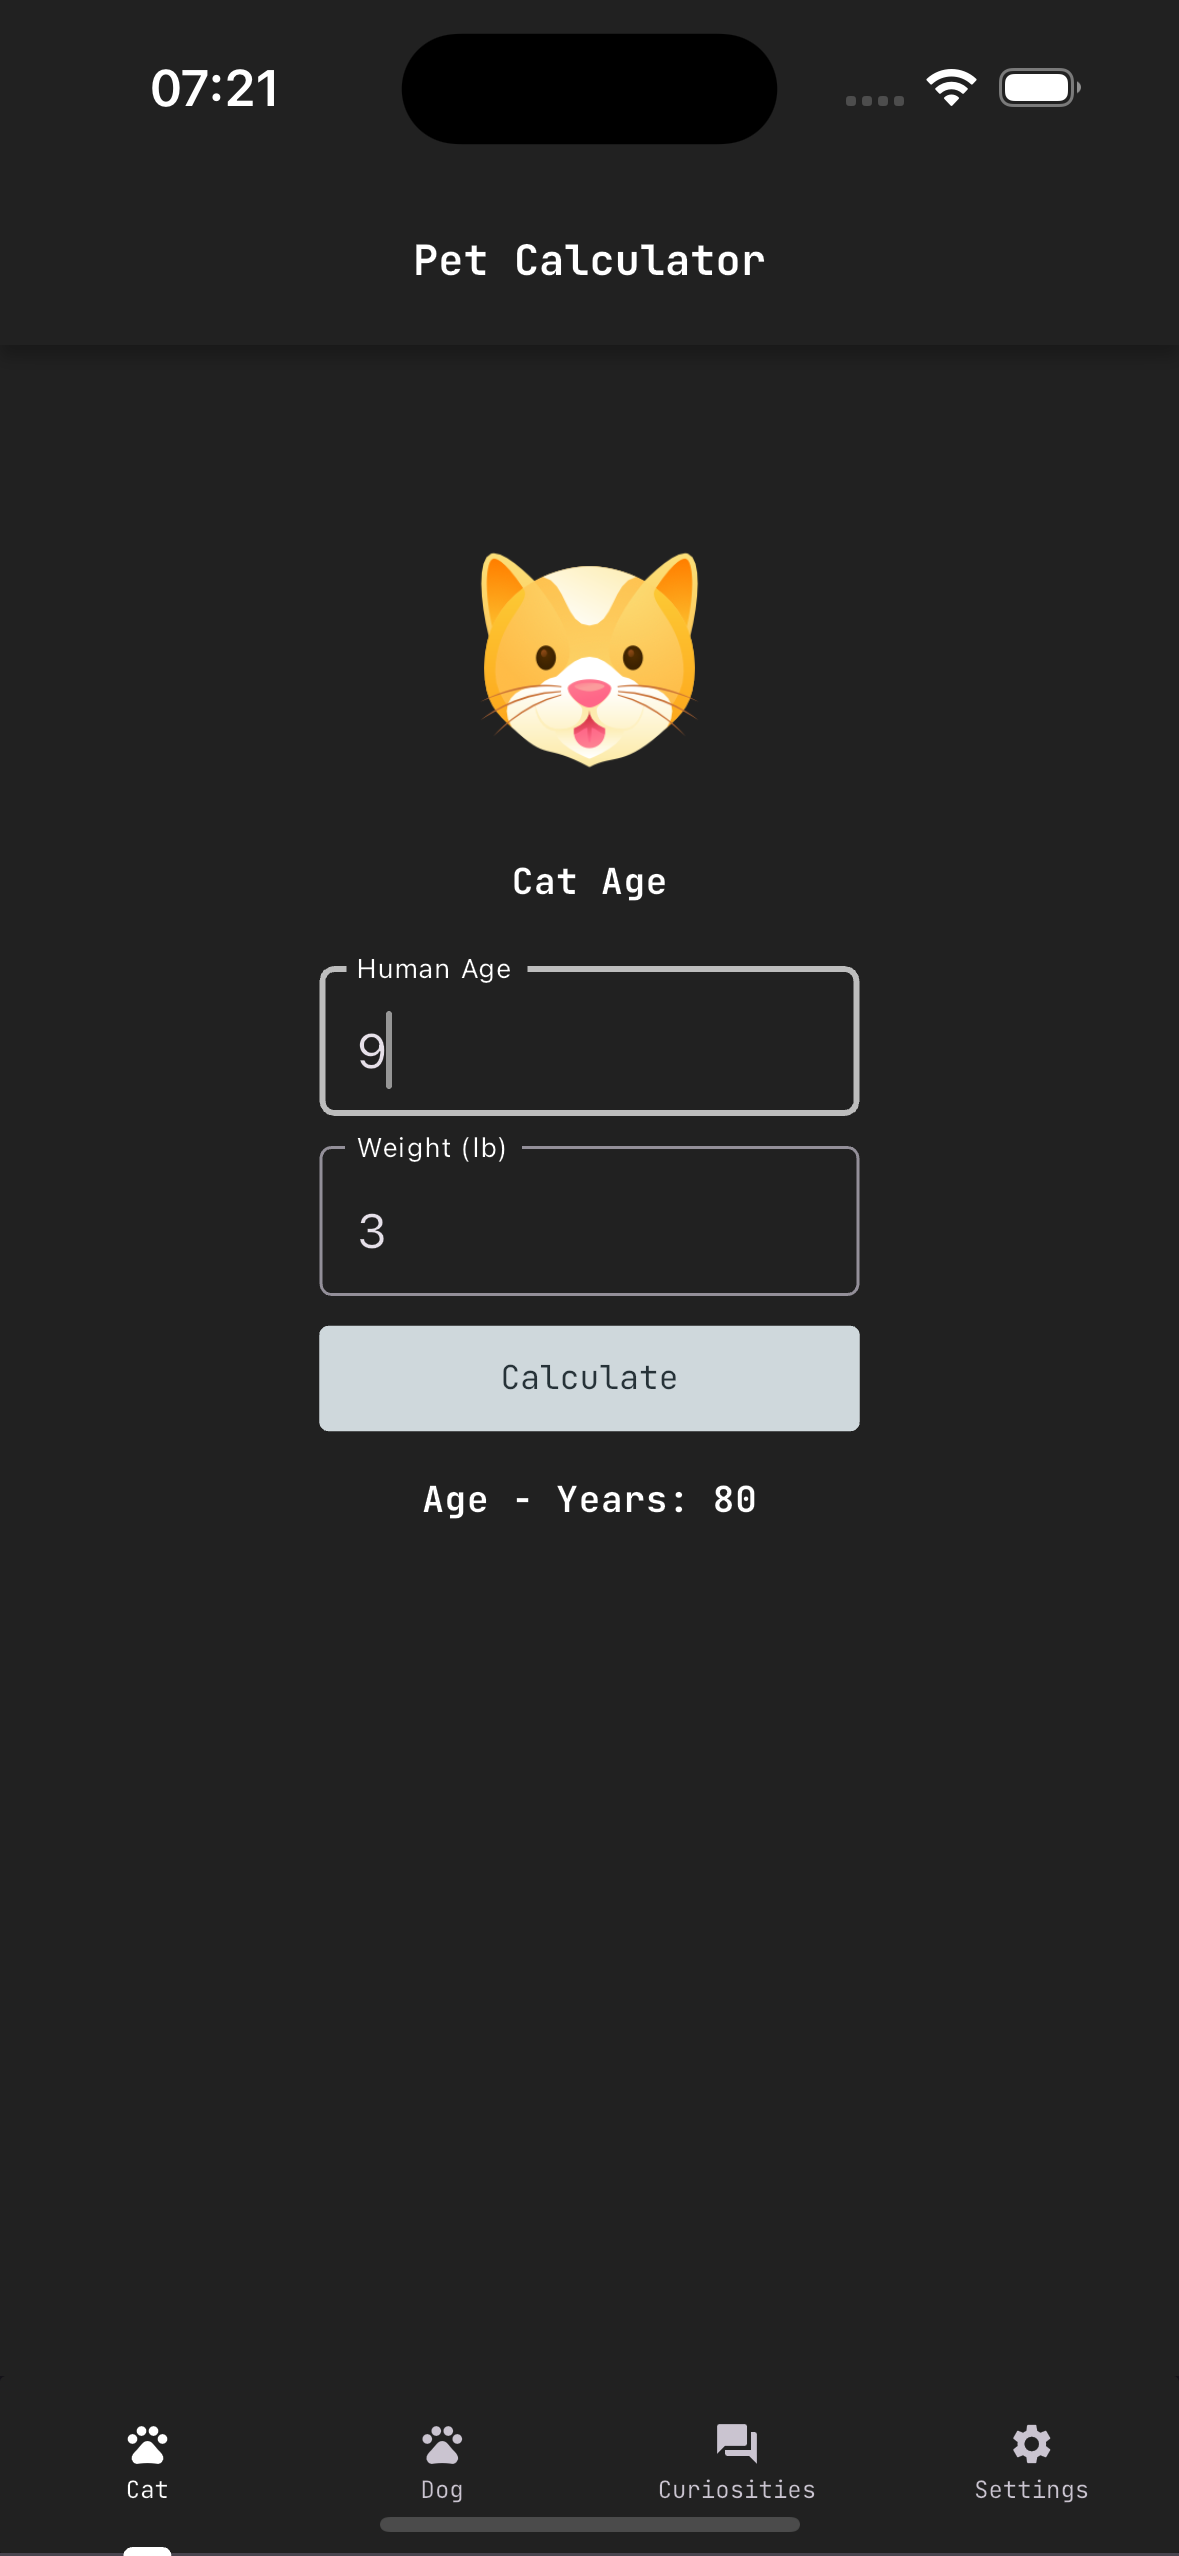 07:21
Pet Calculator
Cat Age
Human Age
9
Weight (lb)
3
Calculate
Age - Years: 80
Cat
Dog
Curiosities
Settings